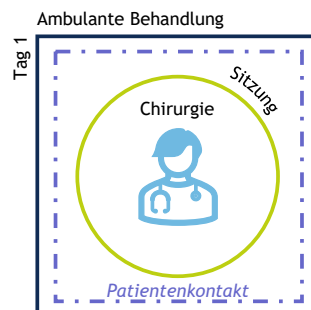 Ambulante Behandlung
Tag 1
Sitzung
Chirurgie
Patientenkontakt